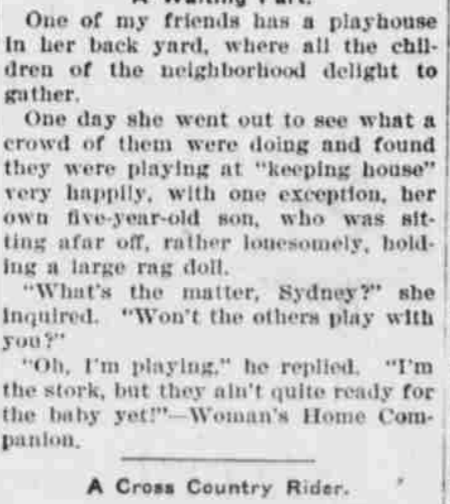 A Waiting Part.
One of my friends has a playhouse
in her back yard, where all the chil-
dren of the neighborhood delight to
gather.
One day she went out to see what a
crowd of them were doing and found
they were playing at "keeping house"
very happily, with one exception, her
own five-year-old son, who was sit-
ting afar off, rather lonesomely, hold-
ing a large rag doll.
"What's the matter, Sydney?" she
inquired. "Won't the others play with
you?"
"Oh, I'm playing," he replied. "I'm
the stork, but they ain't quite ready for
the baby yet!"—Woman's Home Com-
panion.
A Cross Country Rider.